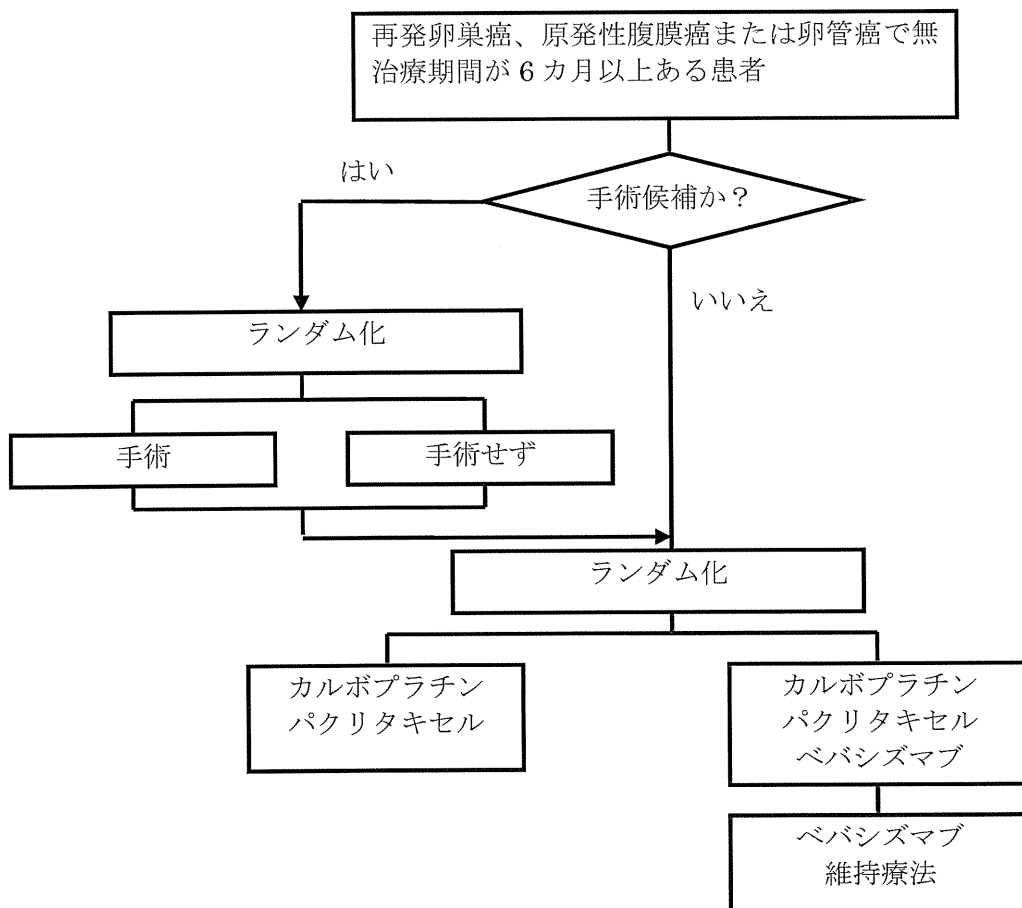 再発卵巣癌、原発性腹膜癌または卵管癌で無
治療期間が 6 カ月以上ある患者
はい
手術候補か？
いいえ
ランダム化
手術
手術せず
ランダム化
カルボプラチン
パクリタキセル
カルボプラチン
パクリタキセル
ベバシズマブ
ベバシズマブ
維持療法